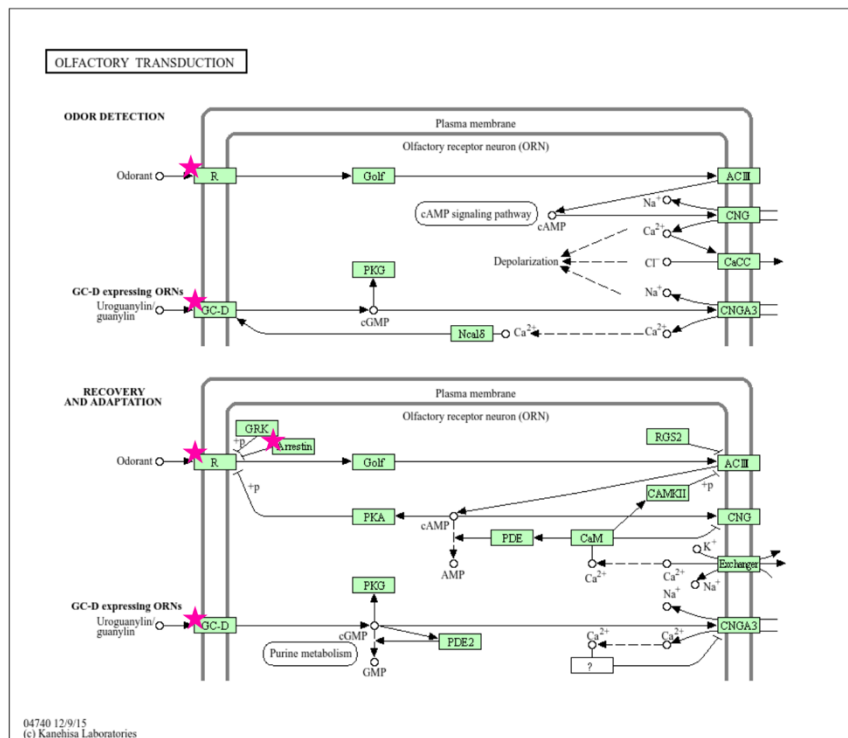 OLFACTORY TRANSDUCTION
ODOR DETECTION
Plasma membrane
Olfactory receptor neuron (ORN)
Odorant
R
Golf
ACIII
Na+
cAMP signaling pathway
cAMP
CNG
Ca2+
Depolarization
Cl-
CaCC
PKG
GC-D expressing ORNs
Uroguanylin/
guanylin
GC-D
cGMP
Na+
CNGA3
Ncalδ
Ca2+
Ca2+
RECOVERY
AND ADAPTATION
Plasma membrane
Olfactory receptor neuron (ORN)
GRK
+p
Arrestin
RGS2
Odorant
R
Golf
ACIII
+p
+p
CAMKII
PKA
cAMP
CNG
PDE
CaM
K+
AMP
Ca2+
Ca2+
Exchanger
Na+
PKG
Na+
GC-D expressing ORNs
Uroguanylin/
guanylin
GC-D
cGMP
CNGA3
PDE2
Ca2+
Ca2+
Purine metabolism
GMP
?
04740 12/9/15
(c) Kanehisa Laboratories